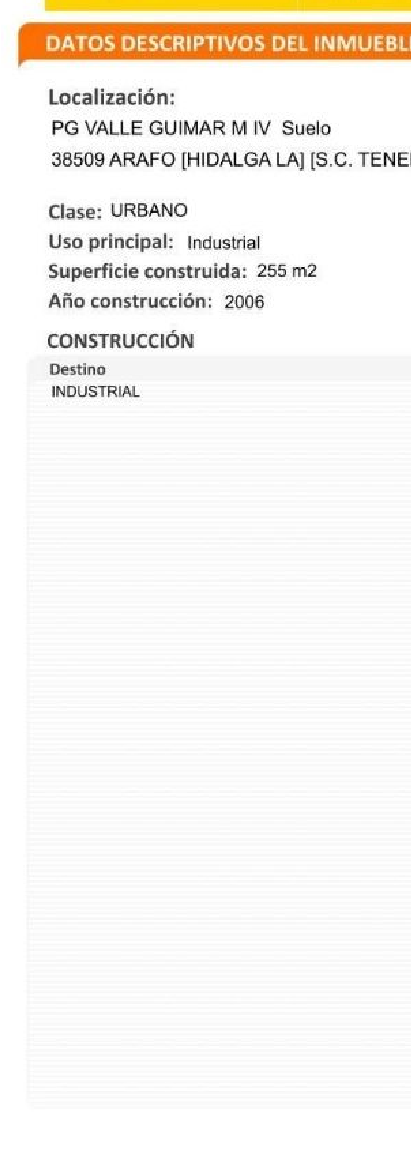 DATOS DESCRIPTIVOS DEL INMUEBL
Localización:
PG VALLE GUIMAR M IV Suelo
38509 ARAFO [HIDALGA LA] [S.C. TENE
Clase: URBANO
Uso principal: Industrial
Superficie construida: 255 m2
Año construcción: 2006
CONSTRUCCIÓN
Destino
INDUSTRIAL